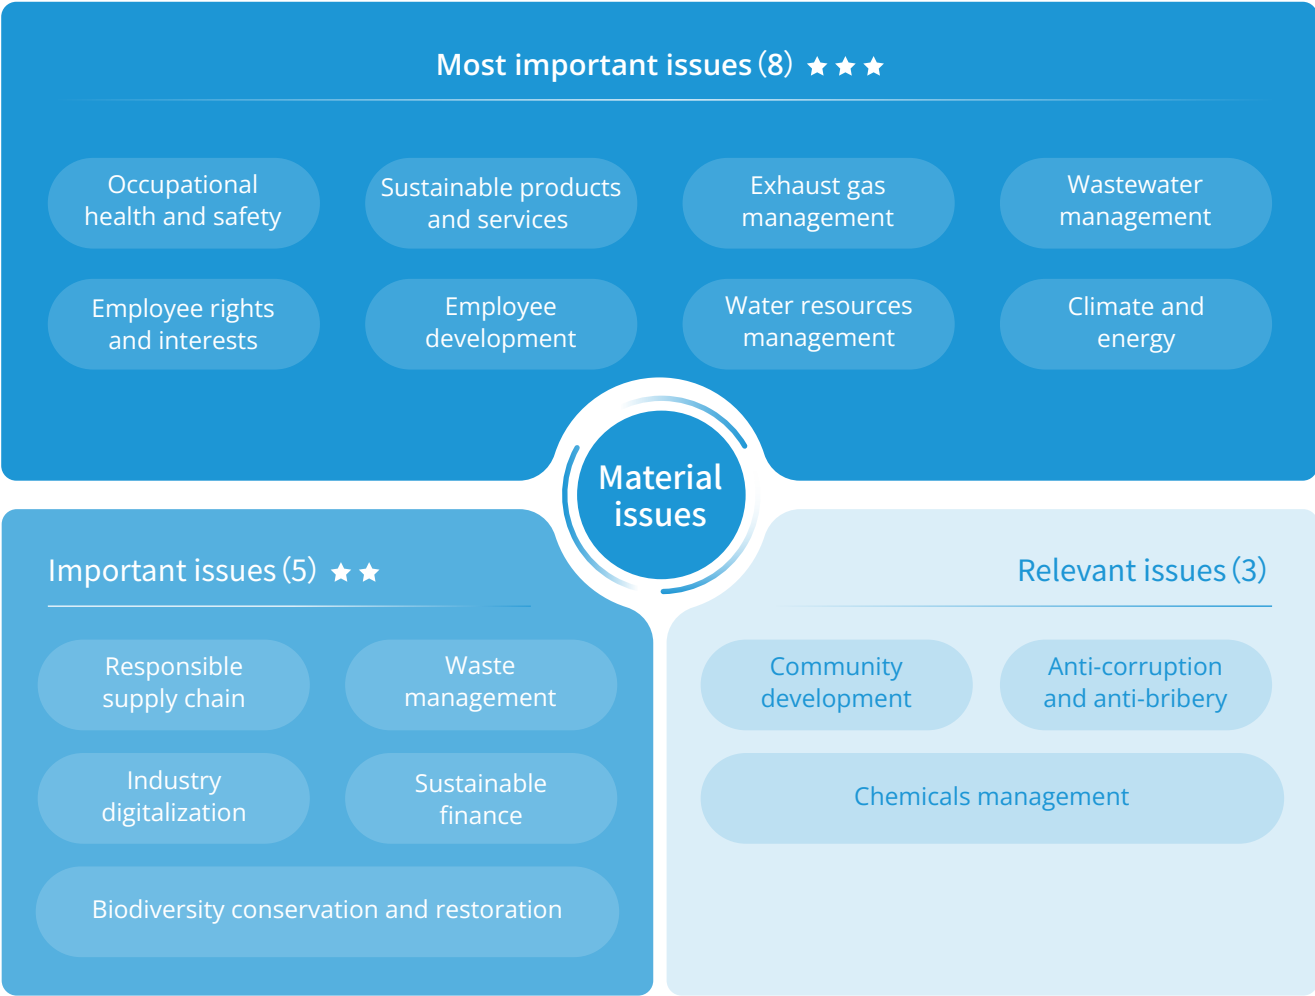 Most important issues (8) ★ ★ ★
Occupational
health and safety
Sustainable products
and services
Exhaust gas
management
Wastewater
management
Employee rights
and interests
Employee
development
Water resources
management
Climate and
energy
Material
issues
Important issues (5) ★ ★
Responsible
supply chain
Waste
management
Industry
digitalization
Sustainable
finance
Biodiversity conservation and restoration
Relevant issues (3)
Community
development
Anti-corruption
and anti-bribery
Chemicals management